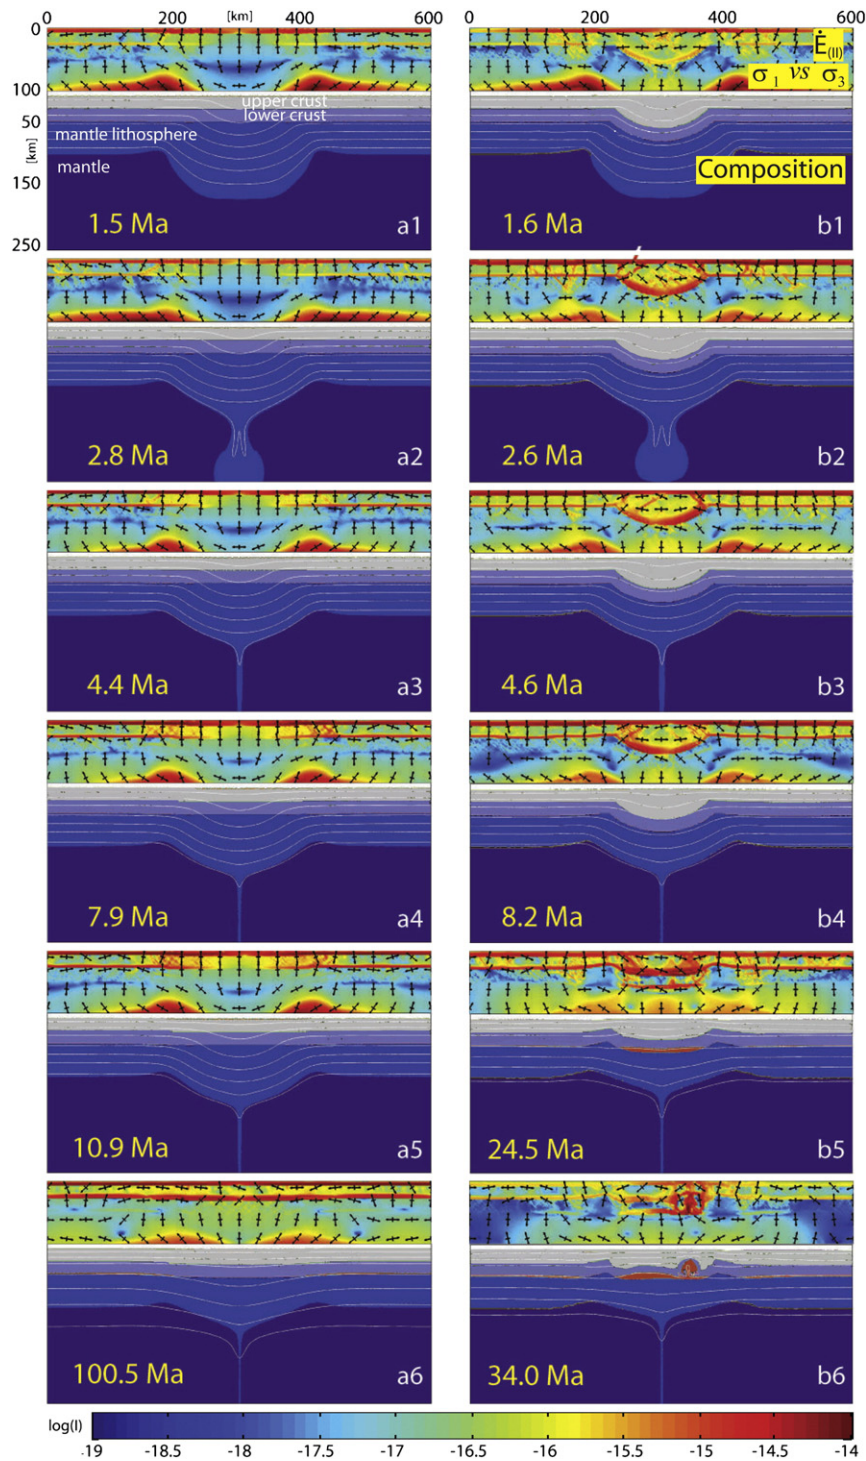 0 200 [km] 400 600
0 200 400 600
0
100
50
[km]
150
250
upper crust
lower crust
mantle lithosphere
mantle
1.5 Ma a1
Ė(II)
σ1 vs σ3
Composition
1.6 Ma b1
2.8 Ma a2
2.6 Ma b2
4.4 Ma a3
4.6 Ma b3
7.9 Ma a4
8.2 Ma b4
10.9 Ma a5
24.5 Ma b5
100.5 Ma a6
34.0 Ma b6
log(I)
-19 -18.5 -18 -17.5 -17 -16.5 -16 -15.5 -15 -14.5 -14